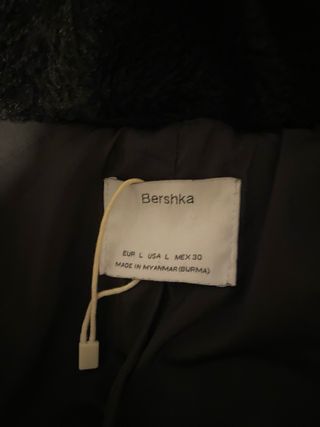 Bershka
EUR L USA L MEX 30
MADE IN MYANMAR (BURMA)